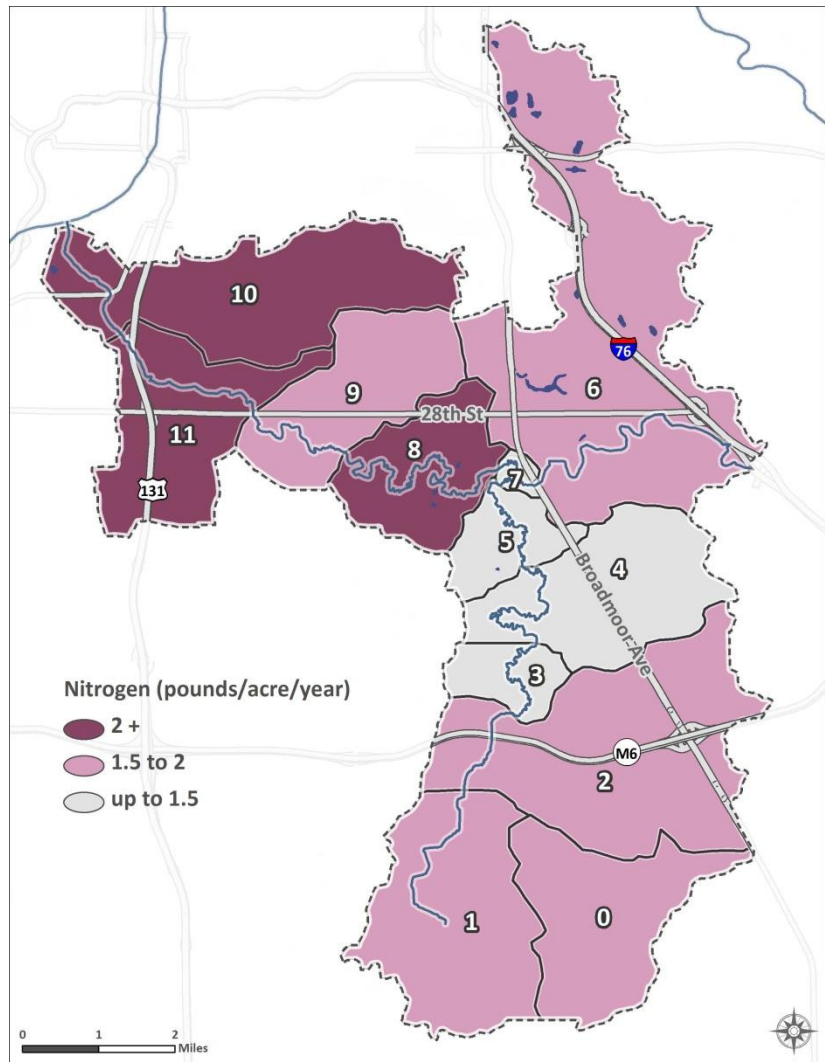 10
76
9
6
28th St
11
8
131
7
5
4
Broadmoor Ave
3
Nitrogen (pounds/acre/year)
2 +
1.5 to 2
up to 1.5
M6
2
1
0
0 1 2
Miles